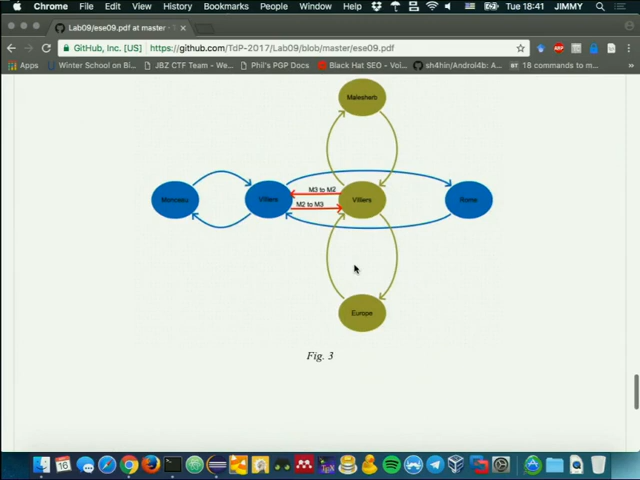 Chrome File Edit View History Bookmarks Window Help Tue 18:41 JIMMY
Lab09/ese09.pdf at master ·
GitHub, Inc. [US] https://github.com/TdP-2017/Lab09/blob/master/ese09.pdf
Apps Winter School on Bi... JBZ CTF Team - We... Phil's PGP Docs Black Hat SEO - Voi... sh4hin/Androl4b: A... BT 18 commands to m...
Malesherb
M3 to M2
Monceau Villiers Villiers Rome
M2 to M3
Europe
Fig. 3
16